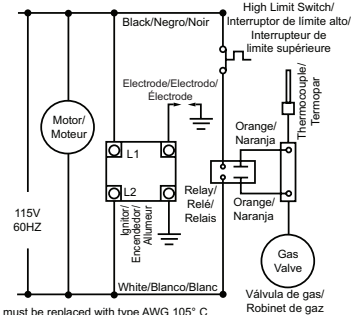 High Limit Switch/
Interruptor de límite alto/
Interrupteur de
limite supérieure
Black/Negro/Noir
Electrode/Electrodo/
Électrode
Thermocouple/
Termopar
Motor/
Moteur
Orange/
Naranja
L1
L2
Relay/
Relé/
Relais
Orange/
Naranja
Ignitor/
Encendedor/
Allumeur
115V
60HZ
Gas
Valve
White/Blanco/Blanc
Válvula de gas/
Robinet de gaz
must be replaced with type AWG 105° C